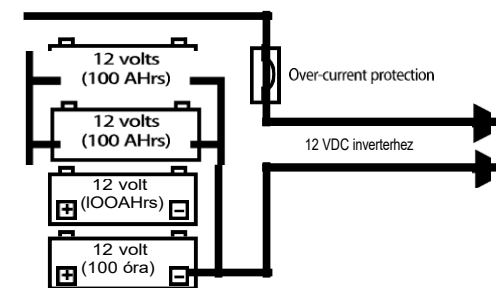 12 volts
(100 AHrs)
12 volts
(100 AHrs)
12 volt
(IOOAHrs)
+ −
12 volt
(100 óra)
+ −
Over-current protection
12 VDC inverterhez